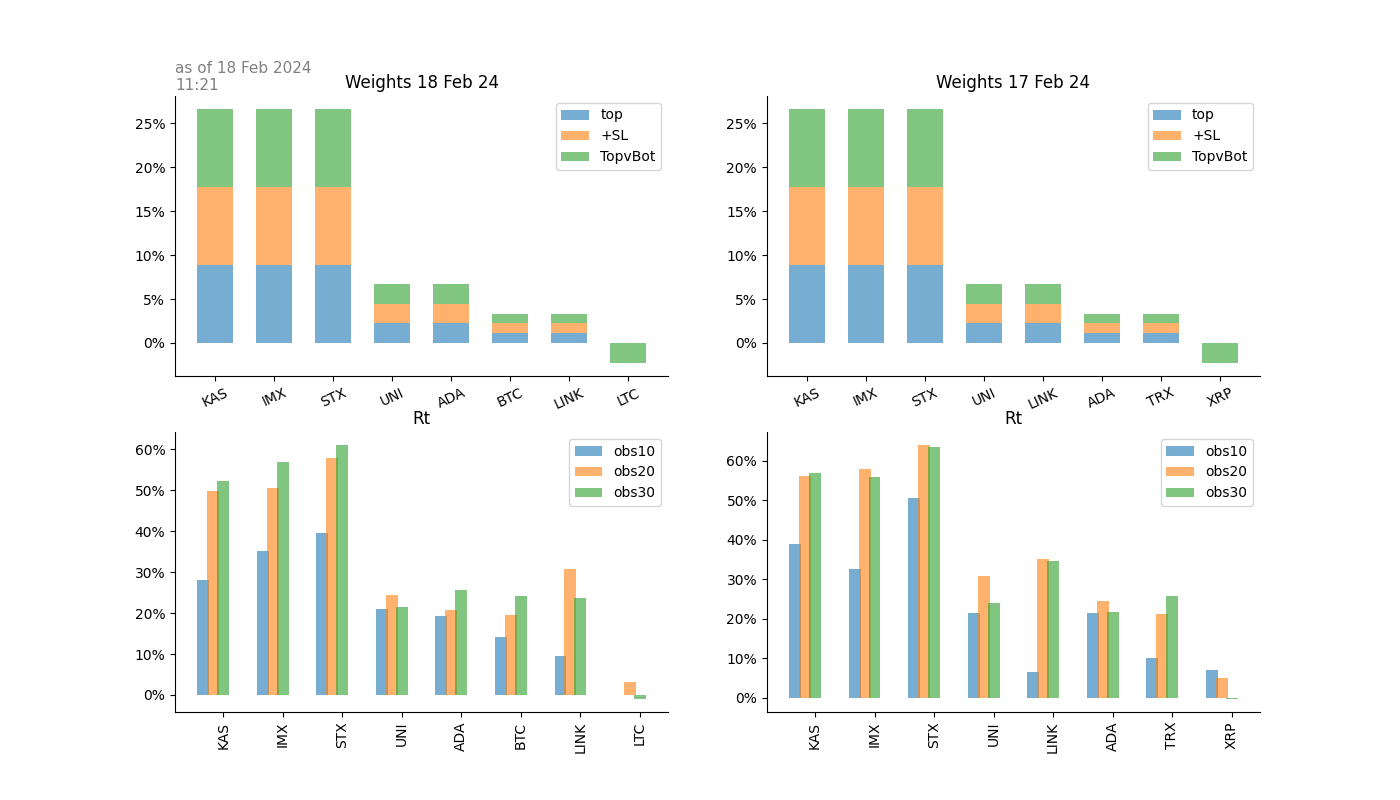 as of 18 Feb 2024
11:21
Weights 18 Feb 24
25%
20%
15%
10%
5%
0%
top
+SL
TopvBot
KAS IMX STX UNI ADA BTC LINK LTC
Weights 17 Feb 24
25%
20%
15%
10%
5%
0%
top
+SL
TopvBot
KAS IMX STX UNI LINK ADA TRX XRP
Rt
60%
50%
40%
30%
20%
10%
0%
obs10
obs20
obs30
KAS IMX STX UNI ADA BTC LINK LTC
Rt
60%
50%
40%
30%
20%
10%
0%
obs10
obs20
obs30
KAS IMX STX UNI LINK ADA TRX XRP